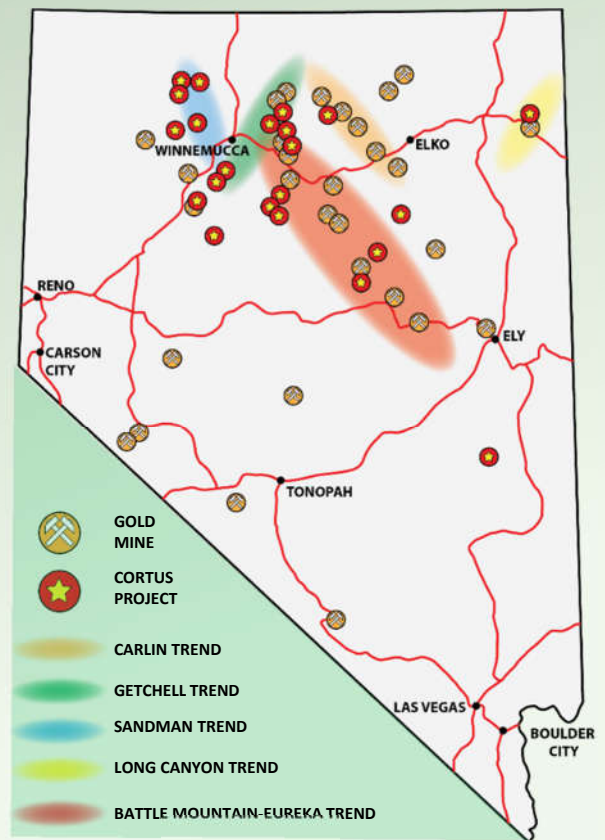 WINNEMUCCA
ELKO
RENO
CARSON
CITY
ELY
TONOPAH
GOLD
MINE
CORTUS
PROJECT
CARLIN TREND
GETCHELL TREND
SANDMAN TREND
LAS VEGAS
BOULDER
CITY
LONG CANYON TREND
BATTLE MOUNTAIN-EUREKA TREND